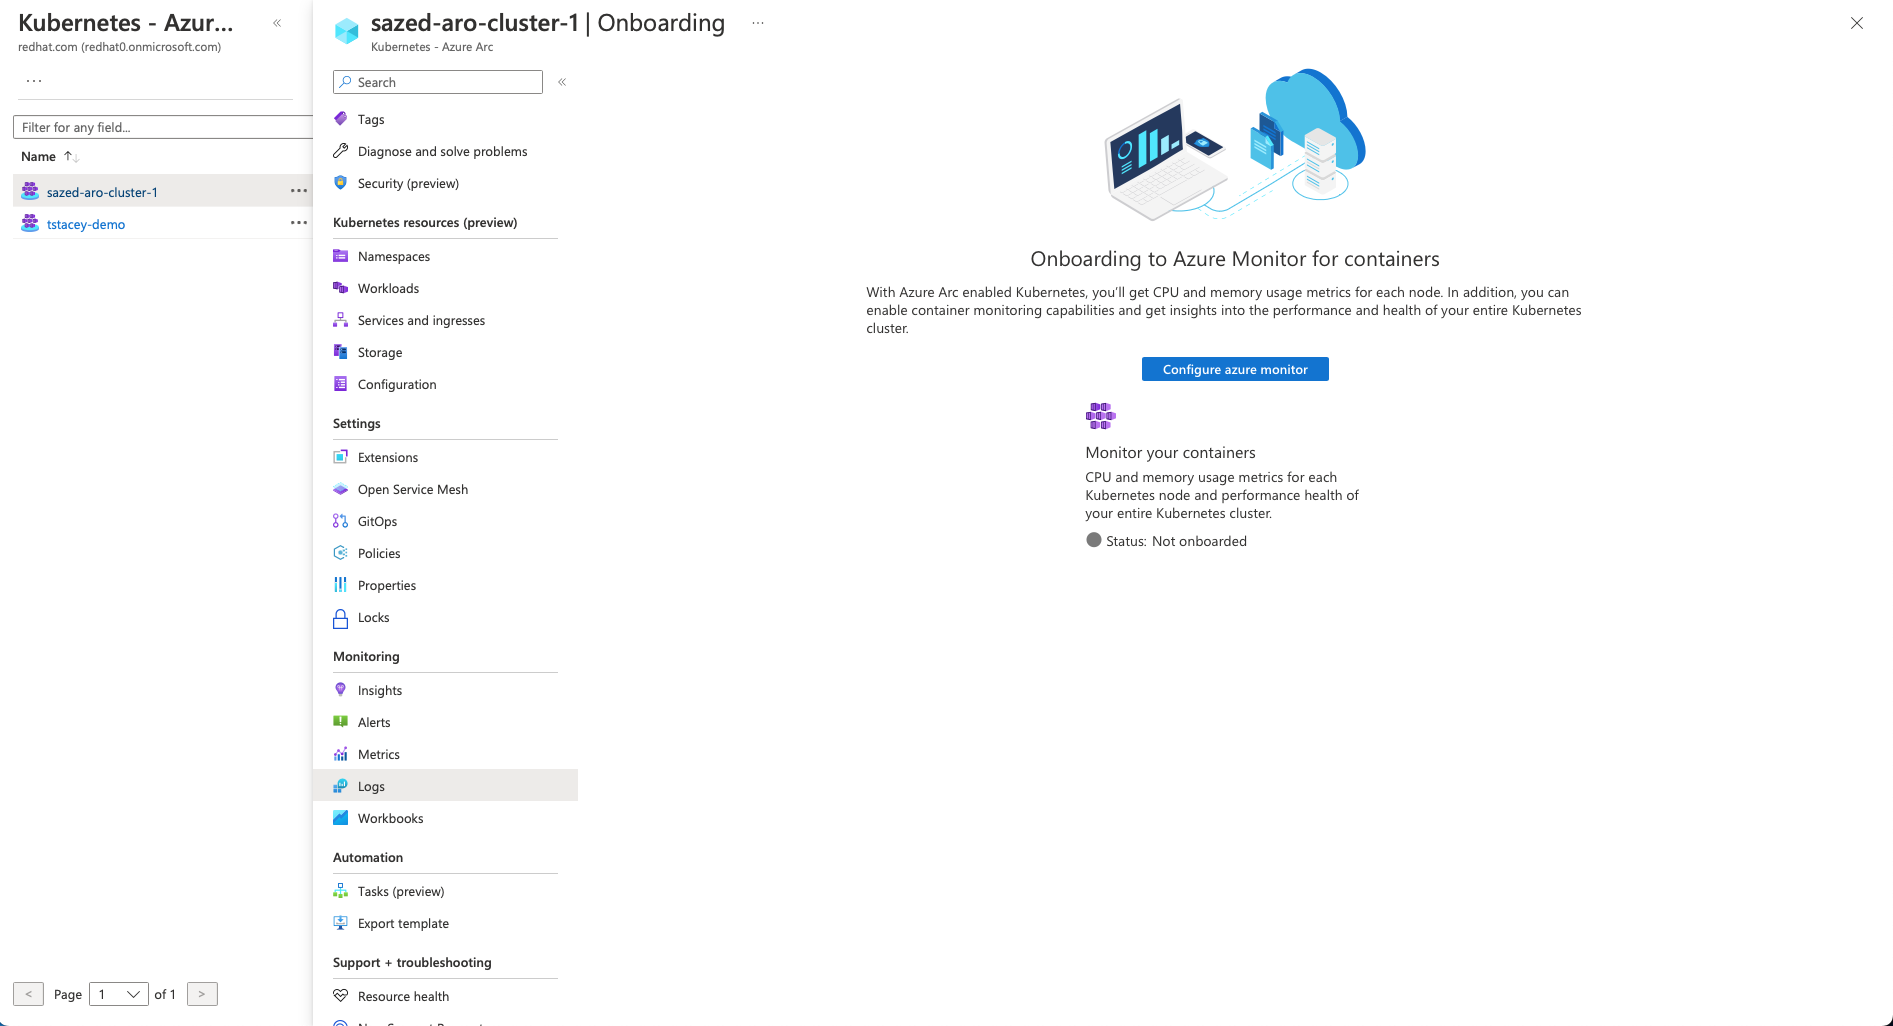 Kubernetes - Azur...
redhat.com (redhat0.onmicrosoft.com)
Filter for any field...
Name
sazed-aro-cluster-1
tstacey-demo
< Page 1 of 1 >
sazed-aro-cluster-1 | Onboarding
Kubernetes - Azure Arc
Search
Tags
Diagnose and solve problems
Security (preview)
Kubernetes resources (preview)
Namespaces
Workloads
Services and ingresses
Storage
Configuration
Settings
Extensions
Open Service Mesh
GitOps
Policies
Properties
Locks
Monitoring
Insights
Alerts
Metrics
Logs
Workbooks
Automation
Tasks (preview)
Export template
Support + troubleshooting
Resource health
Onboarding to Azure Monitor for containers
With Azure Arc enabled Kubernetes, you'll get CPU and memory usage metrics for each node. In addition, you can
enable container monitoring capabilities and get insights into the performance and health of your entire Kubernetes
cluster.
Configure azure monitor
Monitor your containers
CPU and memory usage metrics for each
Kubernetes node and performance health of
your entire Kubernetes cluster.
Status: Not onboarded